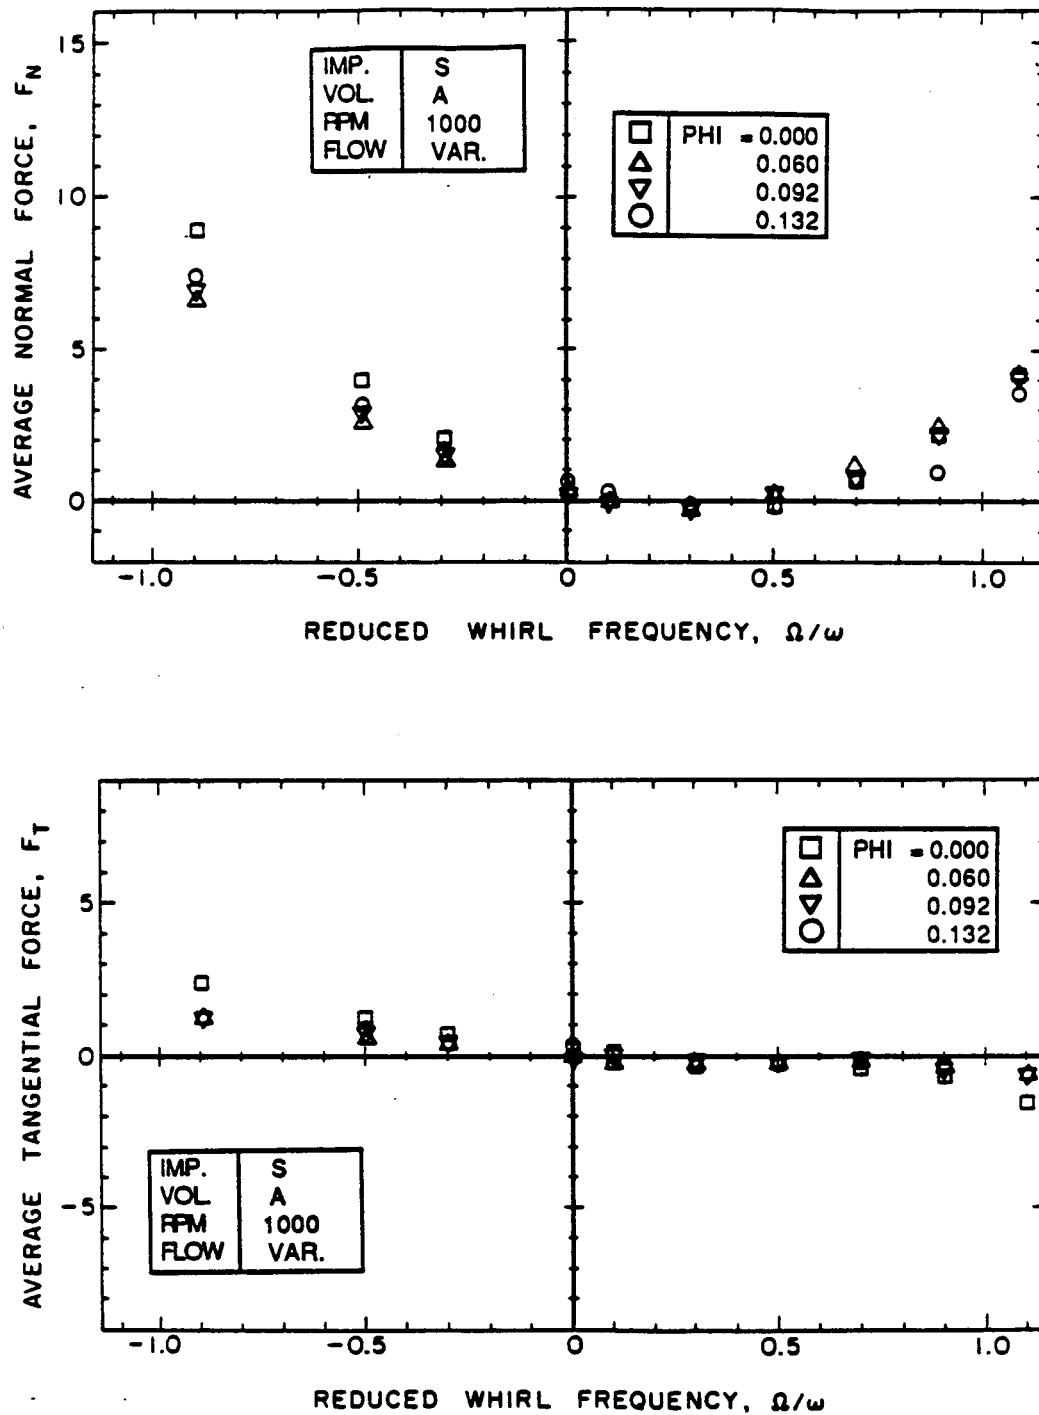 AVERAGE NORMAL FORCE, F_N
15
10
5
0
IMP. S
VOL. A
RPM 1000
FLOW VAR.
PHI = 0.000
0.060
0.092
0.132
-1.0 -0.5 0 0.5 1.0
REDUCED WHIRL FREQUENCY, Ω/ω
AVERAGE TANGENTIAL FORCE, F_T
5
0
-5
PHI = 0.000
0.060
0.092
0.132
IMP. S
VOL. A
RPM 1000
FLOW VAR.
-1.0 -0.5 0 0.5 1.0
REDUCED WHIRL FREQUENCY, Ω/ω